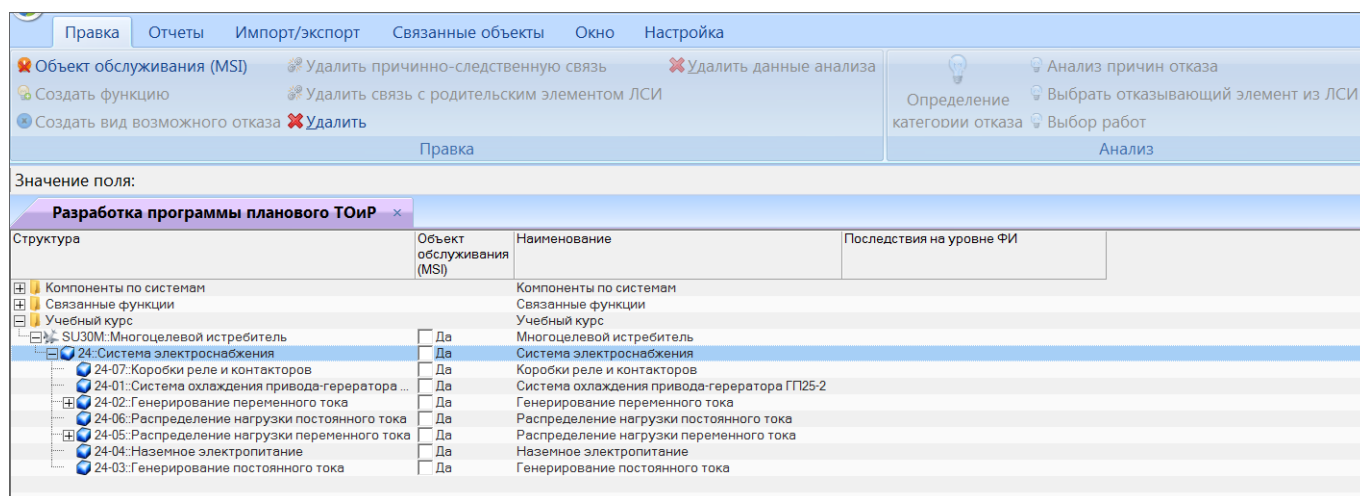 Правка Отчеты Импорт/экспорт Связанные объекты Окно Настройка
Объект обслуживания (MSI) Удалить причинно-следственную связь Удалить данные анализа Анализ причин отказа
Создать функцию Удалить связь с родительским элементом ЛСИ Определение Выбрать отказывающий элемент из ЛСИ
Создать вид возможного отказа Удалить категории отказа Выбор работ
Правка Анализ
Значение поля:
Разработка программы планового ТОиР ×
Структура Объект Наименование Последствия на уровне ФИ
обслуживания
(MSI)
Компоненты по системам Компоненты по системам
Связанные функции Связанные функции
Учебный курс Учебный курс
SU30M::Многоцелевой истребитель Да Многоцелевой истребитель
24::Система электроснабжения Да Система электроснабжения
24-07::Коробки реле и контакторов Да Коробки реле и контакторов
24-01::Система охлаждения привода-герератора ... Да Система охлаждения привода-герератора ГП25-2
24-02::Генерирование переменного тока Да Генерирование переменного тока
24-06::Распределение нагрузки постоянного тока Да Распределение нагрузки постоянного тока
24-05::Распределение нагрузки переменного тока Да Распределение нагрузки переменного тока
24-04::Наземное электропитание Да Наземное электропитание
24-03::Генерирование постоянного тока Да Генерирование постоянного тока